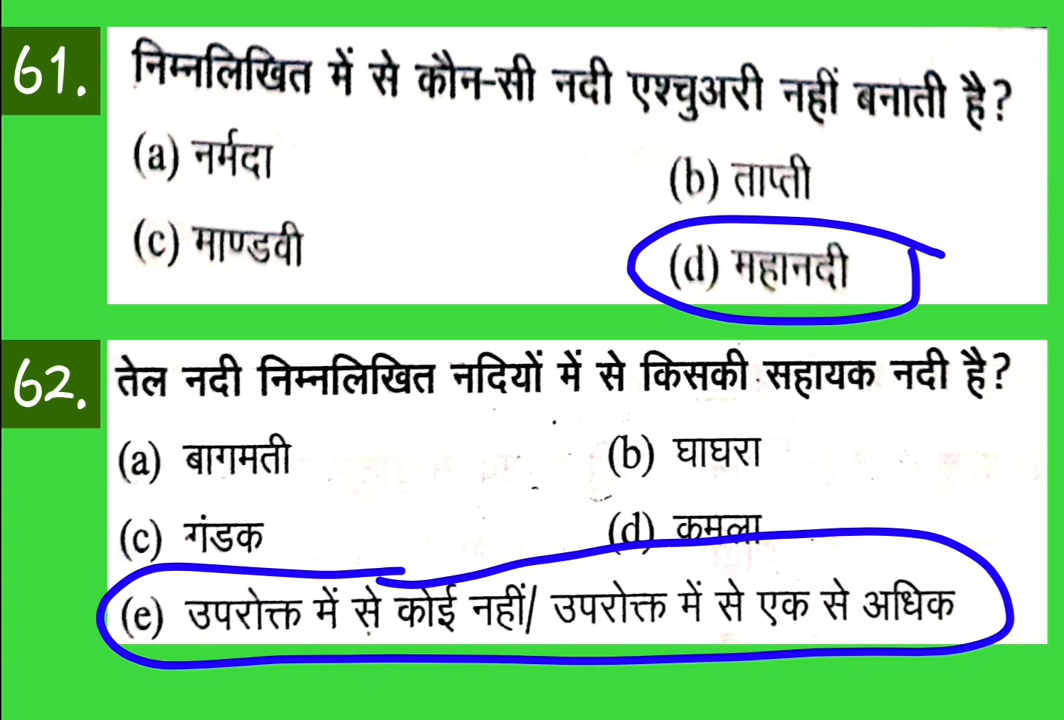 61. निम्नलिखित में से कौन-सी नदी एश्चुअरी नहीं बनाती है?
(a) नर्मदा (b) ताप्ती
(c) माण्डवी (d) महानदी
62. तेल नदी निम्नलिखित नदियों में से किसकी सहायक नदी है?
(a) बागमती (b) घाघरा
(c) गंडक (d) कमला
(e) उपरोक्त में से कोई नहीं/ उपरोक्त में से एक से अधिक